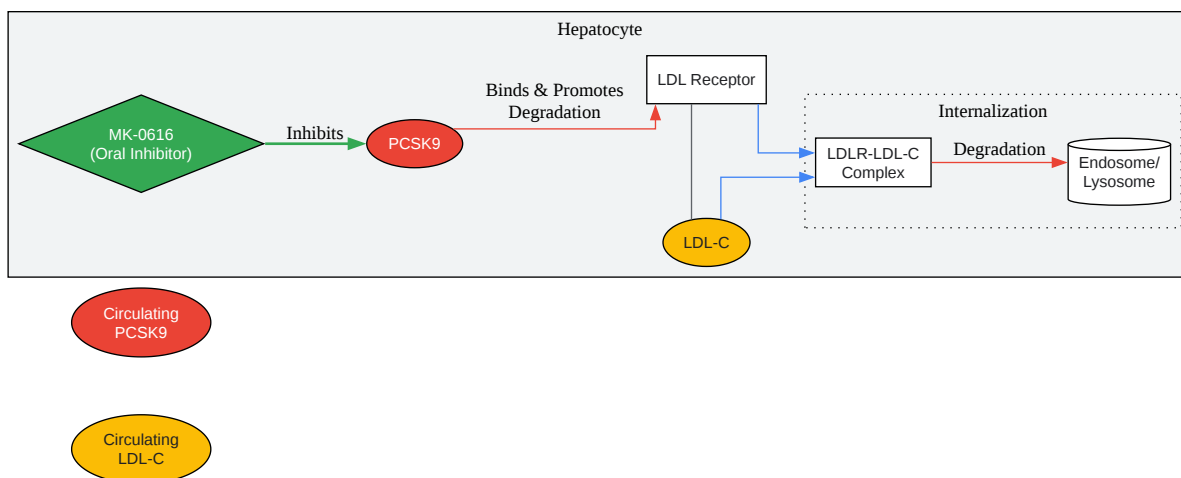 Hepatocyte
MK-0616
(Oral Inhibitor)
Inhibits
PCSK9
Binds & Promotes
Degradation
LDL Receptor
LDL-C
Internalization
LDLR-LDL-C
Complex
Degradation
Endosome/
Lysosome
Circulating
PCSK9
Circulating
LDL-C